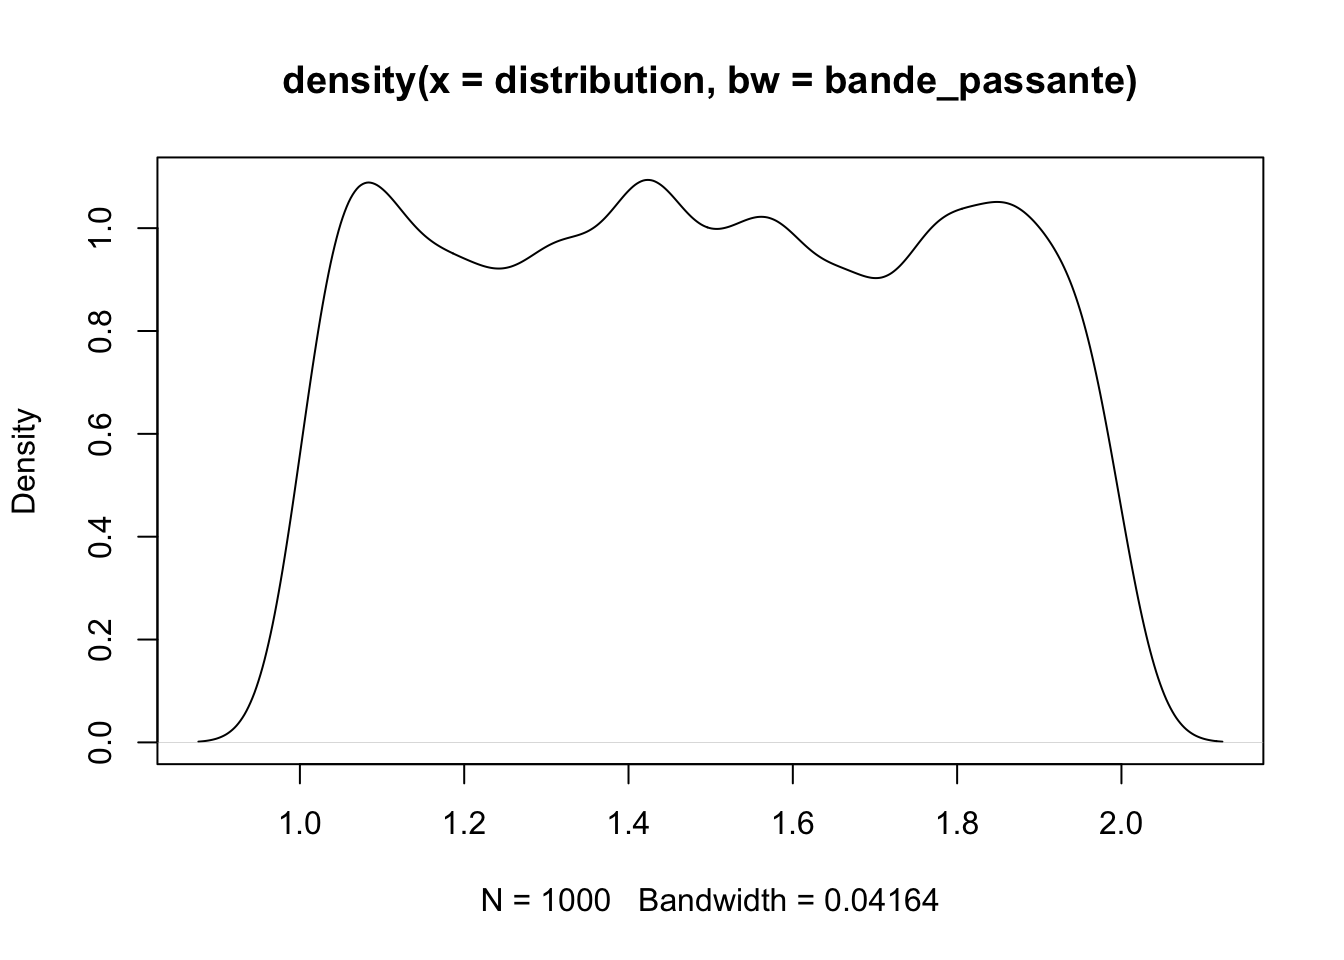 density(x = distribution, bw = bande_passante)
Density
1.0
0.8
0.6
0.4
0.2
0.0
1.0 1.2 1.4 1.6 1.8 2.0
N = 1000 Bandwidth = 0.04164